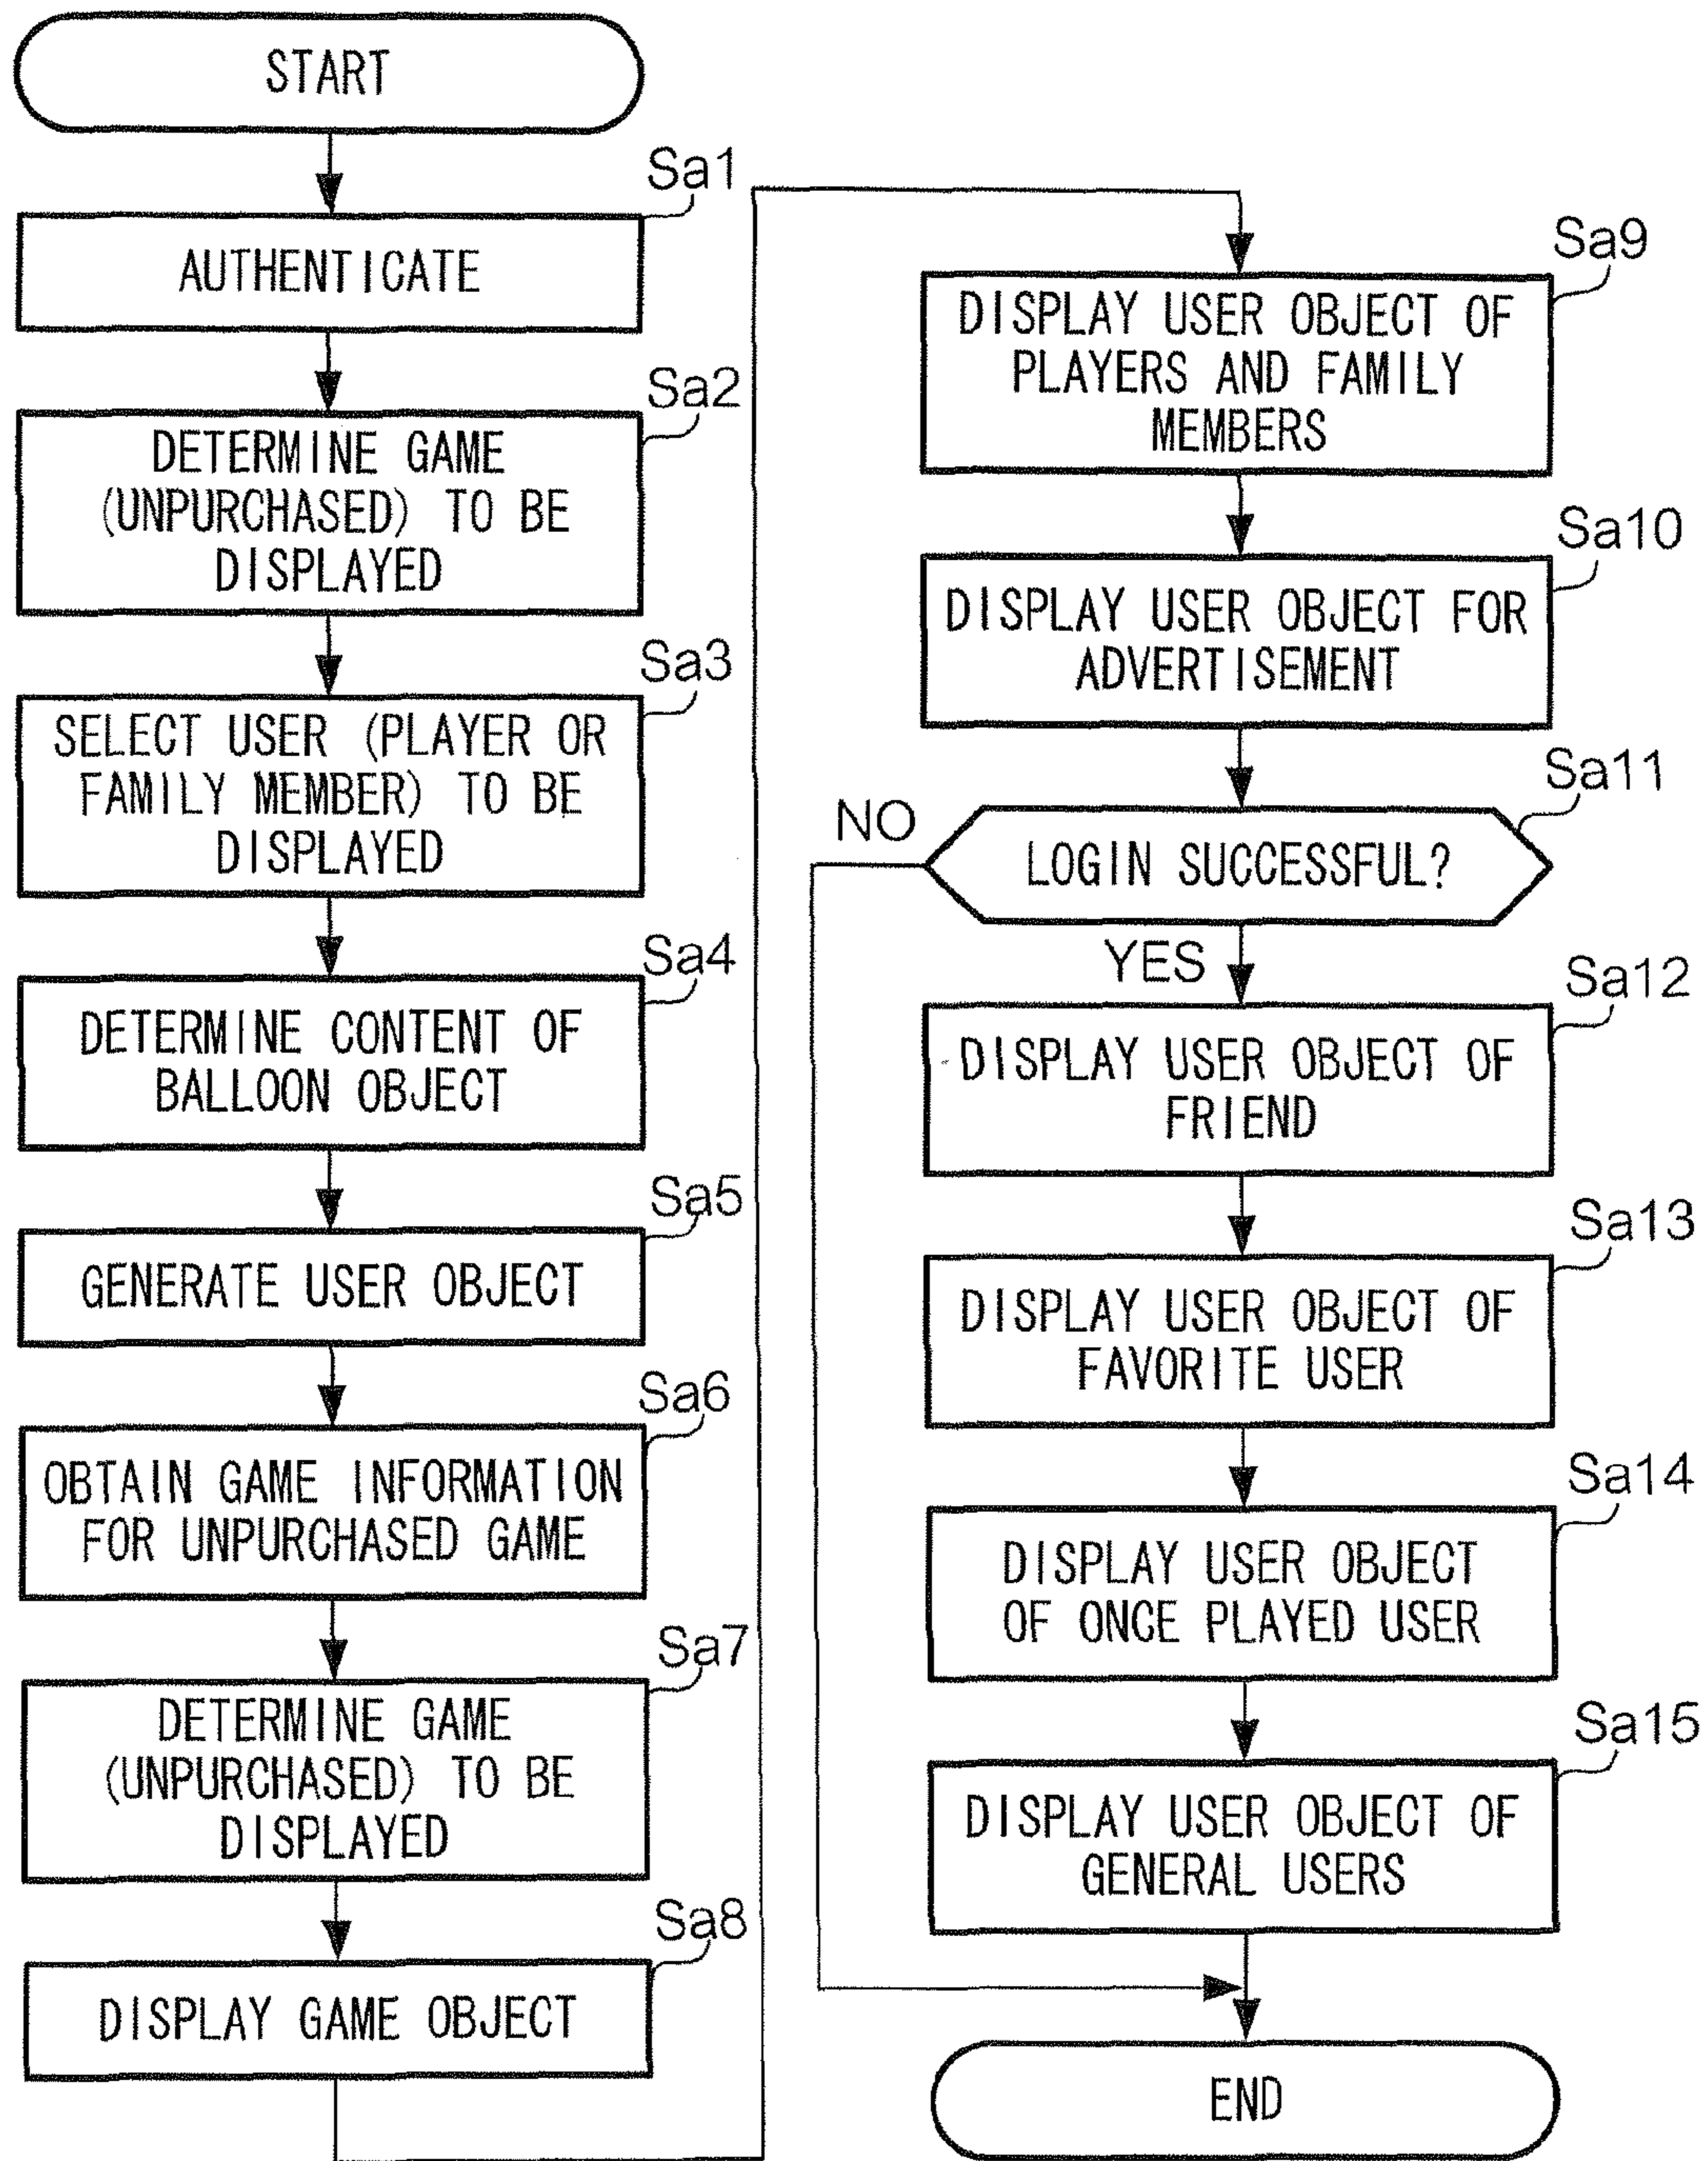 START
Sa1
AUTHENTICATE
Sa2
DETERMINE GAME
(UNPURCHASED) TO BE
DISPLAYED
Sa3
SELECT USER (PLAYER OR
FAMILY MEMBER) TO BE
DISPLAYED
Sa4
DETERMINE CONTENT OF
BALLOON OBJECT
Sa5
GENERATE USER OBJECT
Sa6
OBTAIN GAME INFORMATION
FOR UNPURCHASED GAME
Sa7
DETERMINE GAME
(UNPURCHASED) TO BE
DISPLAYED
Sa8
DISPLAY GAME OBJECT
Sa9
DISPLAY USER OBJECT OF
PLAYERS AND FAMILY
MEMBERS
Sa10
DISPLAY USER OBJECT FOR
ADVERTISEMENT
Sa11
NO
LOGIN SUCCESSFUL?
YES
Sa12
DISPLAY USER OBJECT OF
FRIEND
Sa13
DISPLAY USER OBJECT OF
FAVORITE USER
Sa14
DISPLAY USER OBJECT
OF ONCE PLAYED USER
Sa15
DISPLAY USER OBJECT OF
GENERAL USERS
END